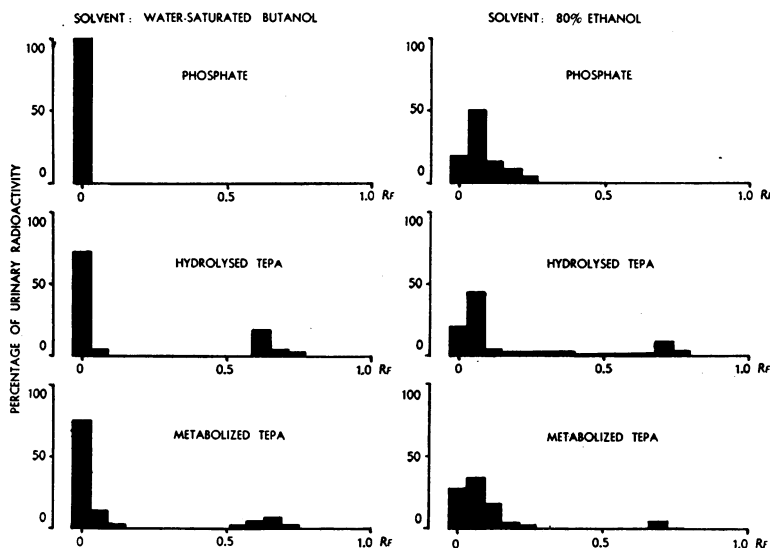 SOLVENT : WATER-SATURATED BUTANOL
SOLVENT : 80% ETHANOL
PERCENTAGE OF URINARY RADIOACTIVITY
100
PHOSPHATE
50
0
0 0.5 1.0 RF
100
PHOSPHATE
50
0
0 0.5 1.0 RF
100
HYDROLYSED TEPA
50
0
0 0.5 1.0 RF
100
HYDROLYSED TEPA
50
0
0 0.5 1.0 RF
100
METABOLIZED TEPA
50
0
0 0.5 1.0 RF
100
METABOLIZED TEPA
50
0
0 0.5 1.0 RF